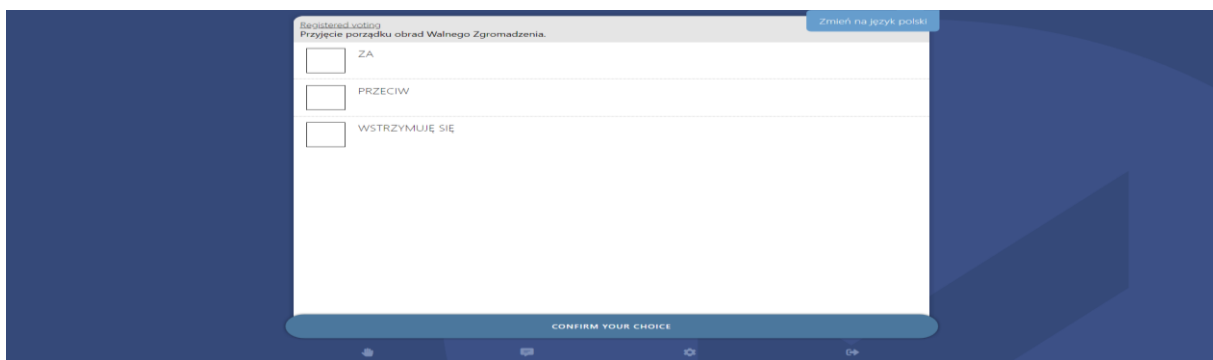 Zmień na język polski
Registered voting
Przyjęcie porządku obrad Walnego Zgromadzenia.
ZA
PRZECIW
WSTRZYMUJĘ SIĘ
CONFIRM YOUR CHOICE